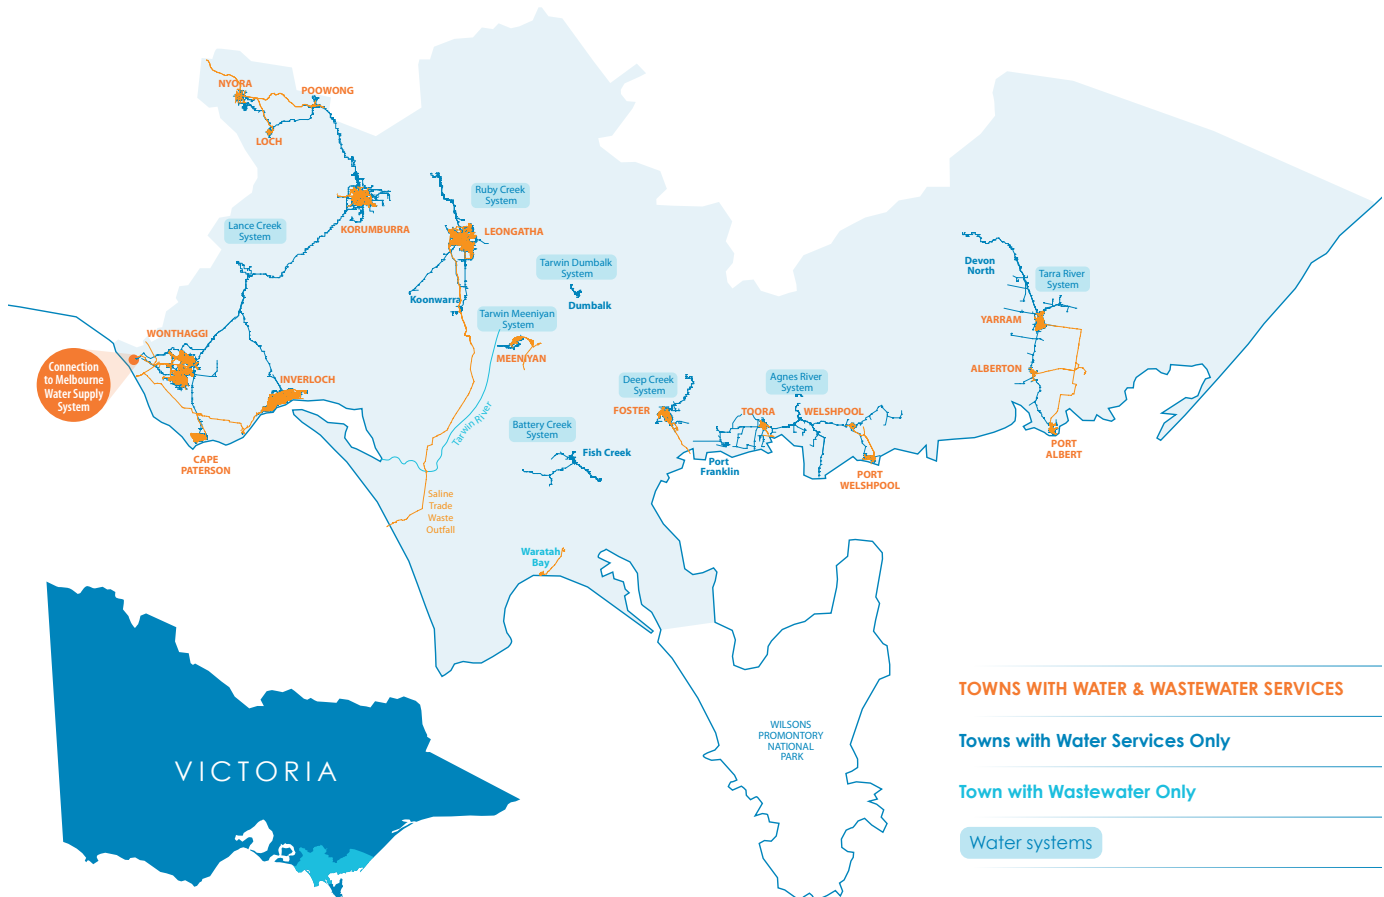 NYORA
POOWONG
LOCH
Ruby Creek
System
Lance Creek
System
KORUMBURRA
LEONGATHA
Tarwin Dumbalk
System
Devon
North
Tarra River
System
Koonwarra
Dumbalk
Tarwin Meeniyan
System
YARRAM
WONTHAGGI
MEENIYAN
Connection
to Melbourne
Water Supply
System
INVERLOCH
ALBERTON
Deep Creek
System
Agnes River
System
FOSTER
TOORA
WELSHPOOL
Tarwin River
Battery Creek
System
Fish Creek
CAPE
PATERSON
Port
Franklin
PORT
WELSHPOOL
PORT
ALBERT
Saline
Trade
Waste
Outfall
Waratah
Bay
WILSONS
PROMONTORY
NATIONAL
PARK
VICTORIA
TOWNS WITH WATER & WASTEWATER SERVICES
Towns with Water Services Only
Town with Wastewater Only
Water systems